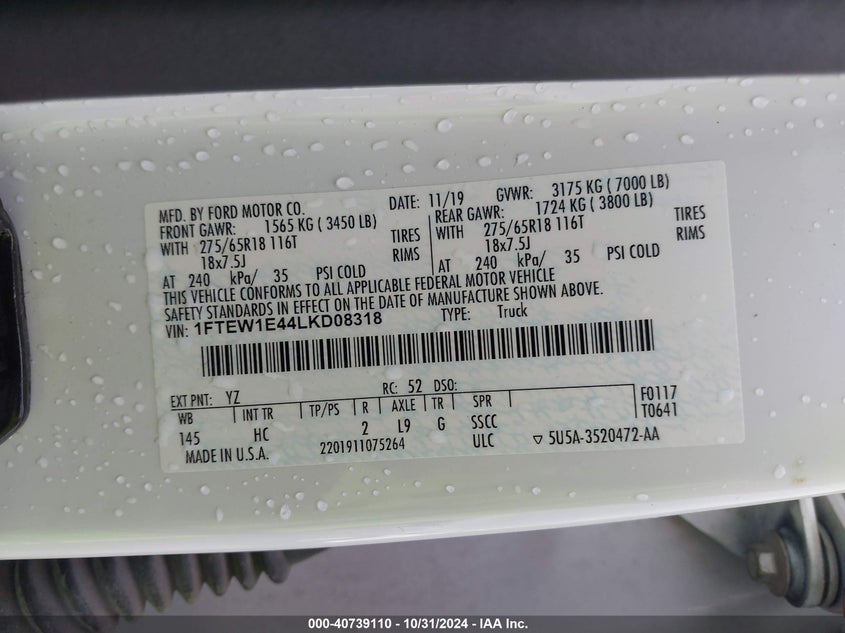 MFD. BY FORD MOTOR CO. DATE: 11/19 GVWR: 3175 KG ( 7000 LB)
FRONT GAWR: 1565 KG ( 3450 LB) REAR GAWR: 1724 KG ( 3800 LB)
WITH 275/65R18 116T TIRES WITH 275/65R18 116T TIRES
18x7.5J RIMS 18x7.5J RIMS
AT 240 kPa/ 35 PSI COLD AT 240 kPa/ 35 PSI COLD
THIS VEHICLE CONFORMS TO ALL APPLICABLE FEDERAL MOTOR VEHICLE
SAFETY STANDARDS IN EFFECT ON THE DATE OF MANUFACTURE SHOWN ABOVE.
VIN: 1FTEW1E44LKD08318 TYPE: Truck
EXT PNT: YZ RC: 52 DSO: F0117
WB INT TR TP/PS R AXLE TR SPR T0641
145 HC 2 L9 G SSCC
MADE IN U.S.A. 2201911075264 ULC ▽ 5U5A-3520472-AA
000-40739110 - 10/31/2024 - IAA Inc.